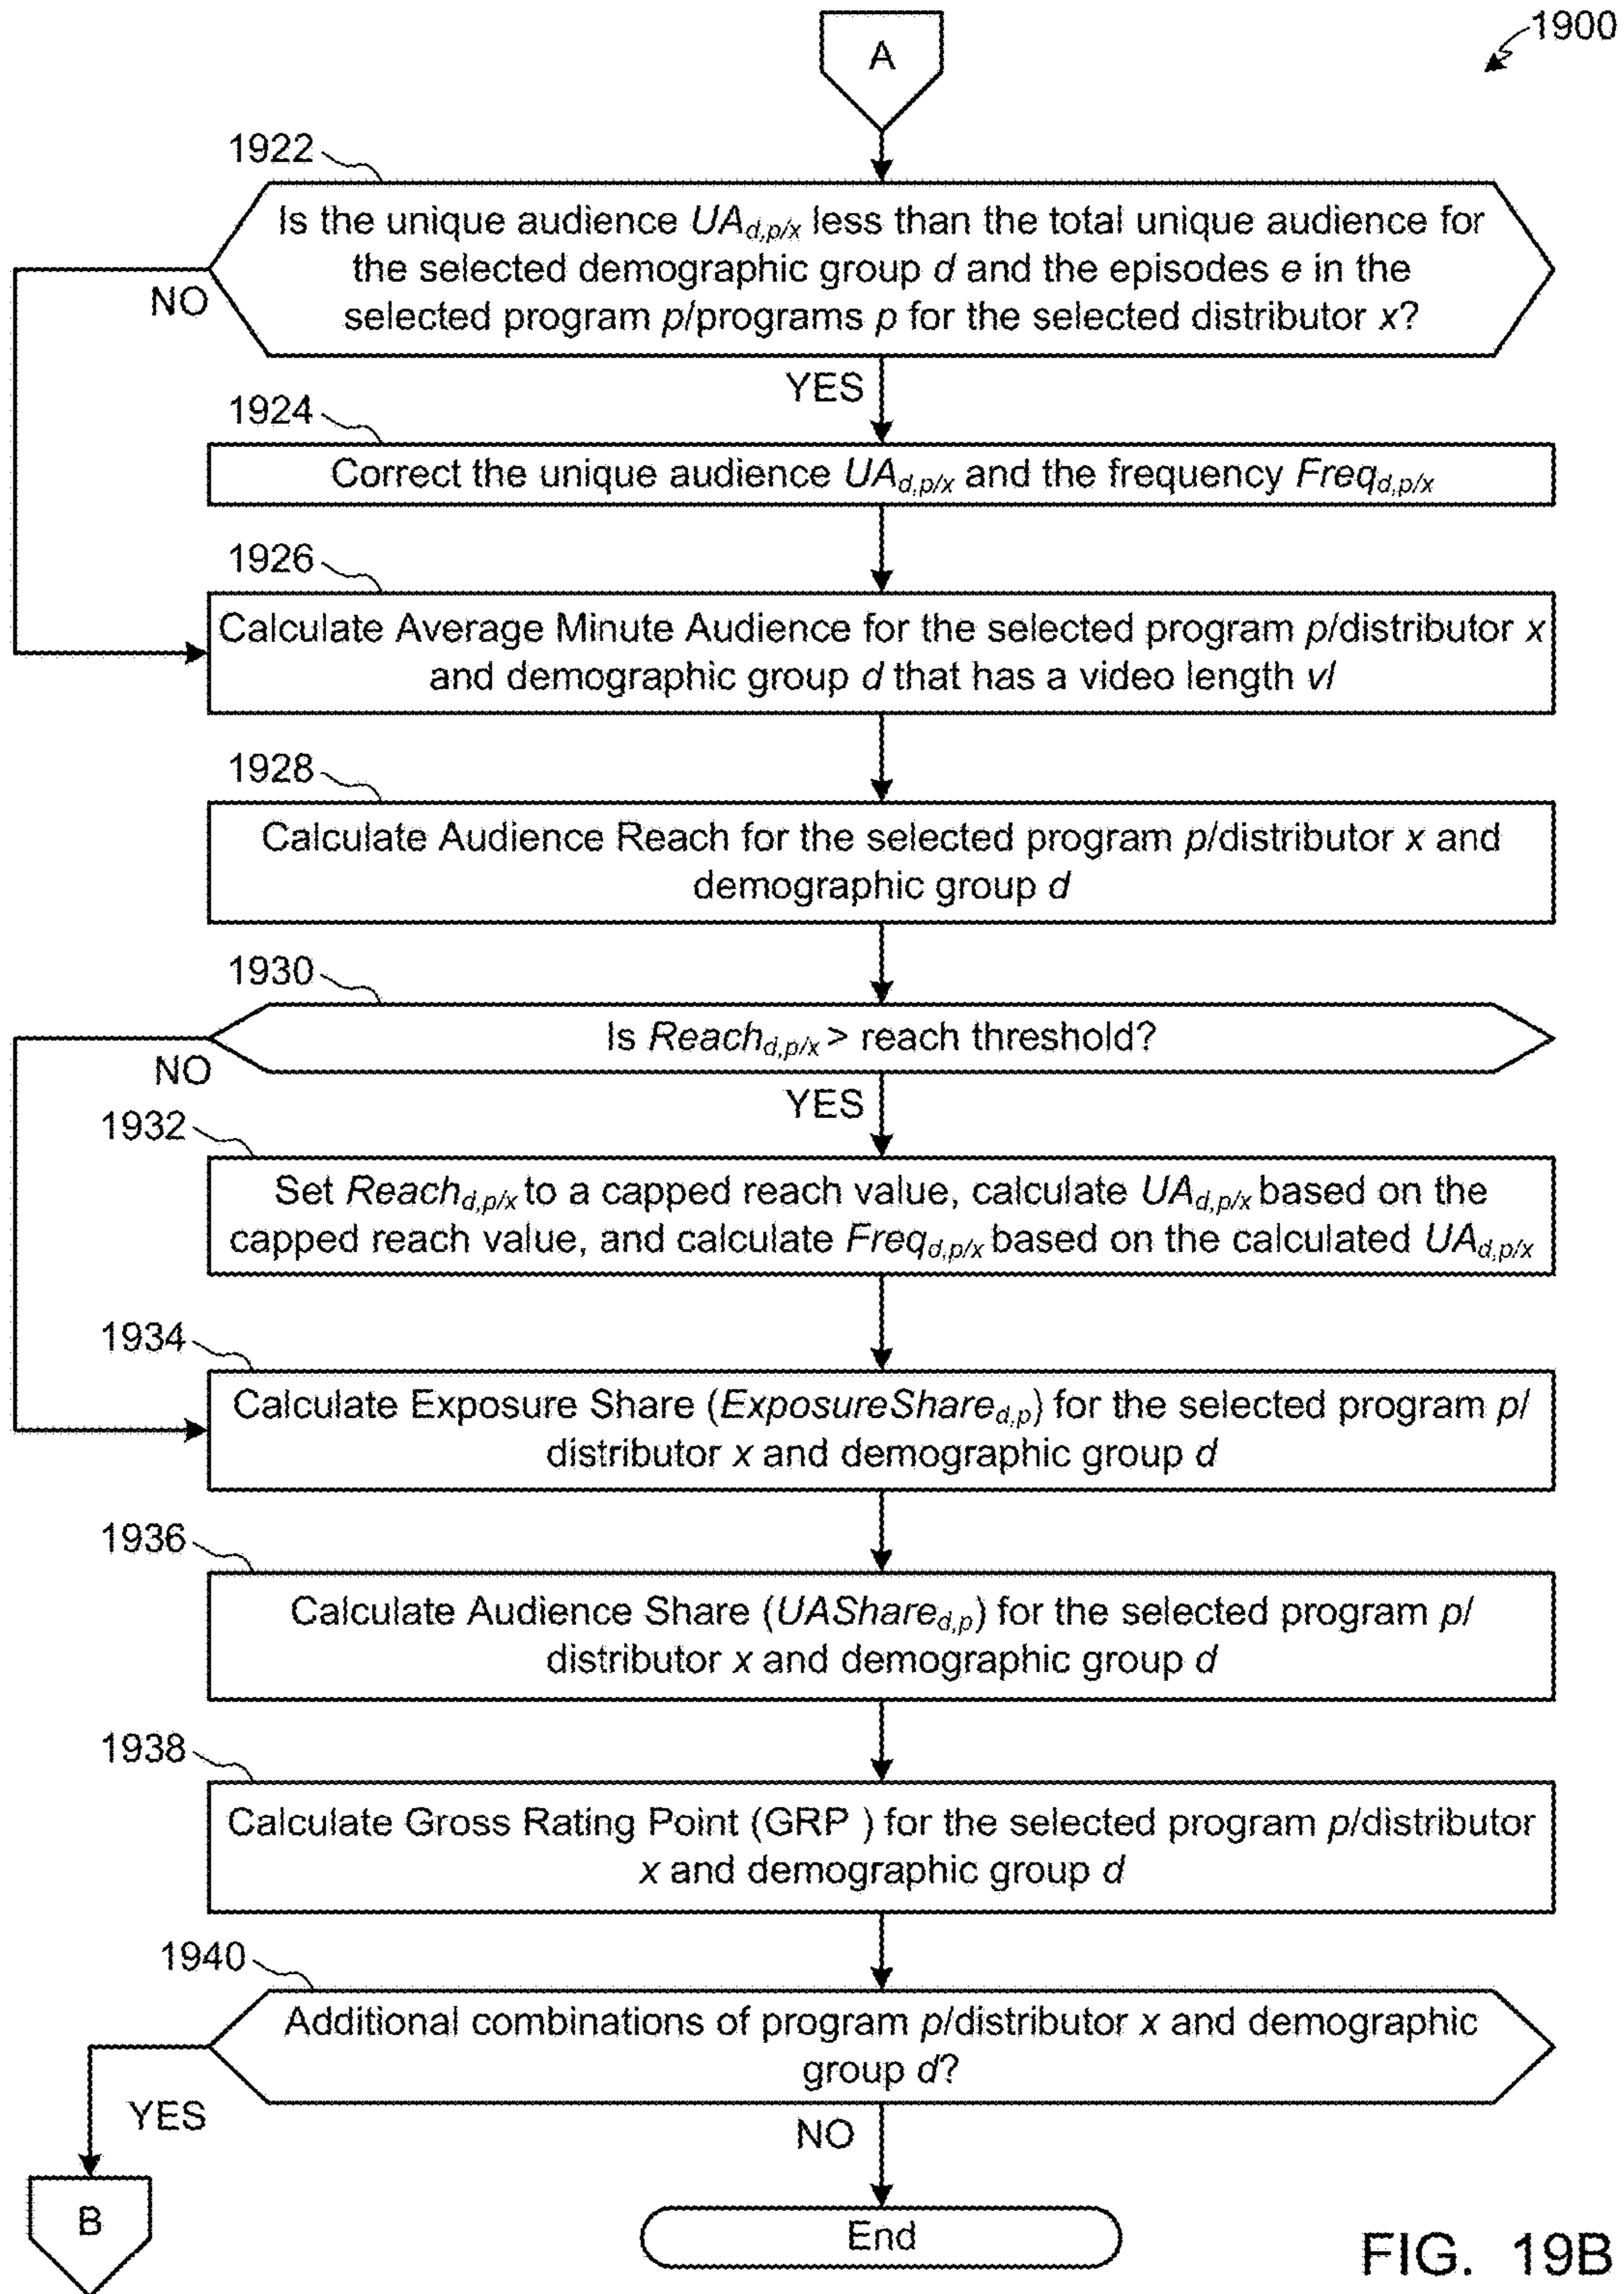 A
1900
1922
Is the unique audience UAd,p/x less than the total unique audience for
the selected demographic group d and the episodes e in the
selected program p/programs p for the selected distributor x?
NO
YES
1924
Correct the unique audience UAd,p/x and the frequency Freqd,p/x
1926
Calculate Average Minute Audience for the selected program p/distributor x
and demographic group d that has a video length vl
1928
Calculate Audience Reach for the selected program p/distributor x and
demographic group d
1930
Is Reachd,p/x > reach threshold?
NO
YES
1932
Set Reachd,p/x to a capped reach value, calculate UAd,p/x based on the
capped reach value, and calculate Freqd,p/x based on the calculated UAd,p/x
1934
Calculate Exposure Share (ExposureShared,p) for the selected program p/
distributor x and demographic group d
1936
Calculate Audience Share (UAShared,p) for the selected program p/
distributor x and demographic group d
1938
Calculate Gross Rating Point (GRP ) for the selected program p/distributor
x and demographic group d
1940
Additional combinations of program p/distributor x and demographic
group d?
YES
NO
B
End
FIG. 19B